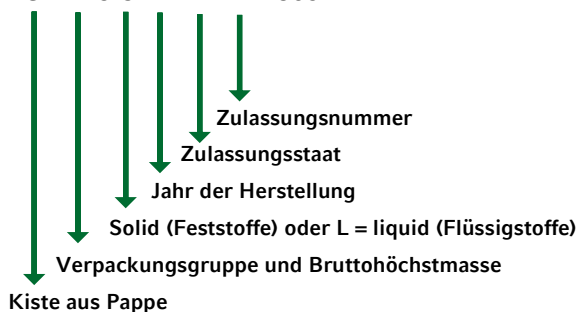 Zulassungsnummer
Zulassungsstaat
Jahr der Herstellung
Solid (Feststoffe) oder L = liquid (Flüssigstoffe)
Verpackungsgruppe und Bruttohöchstmasse
Kiste aus Pappe